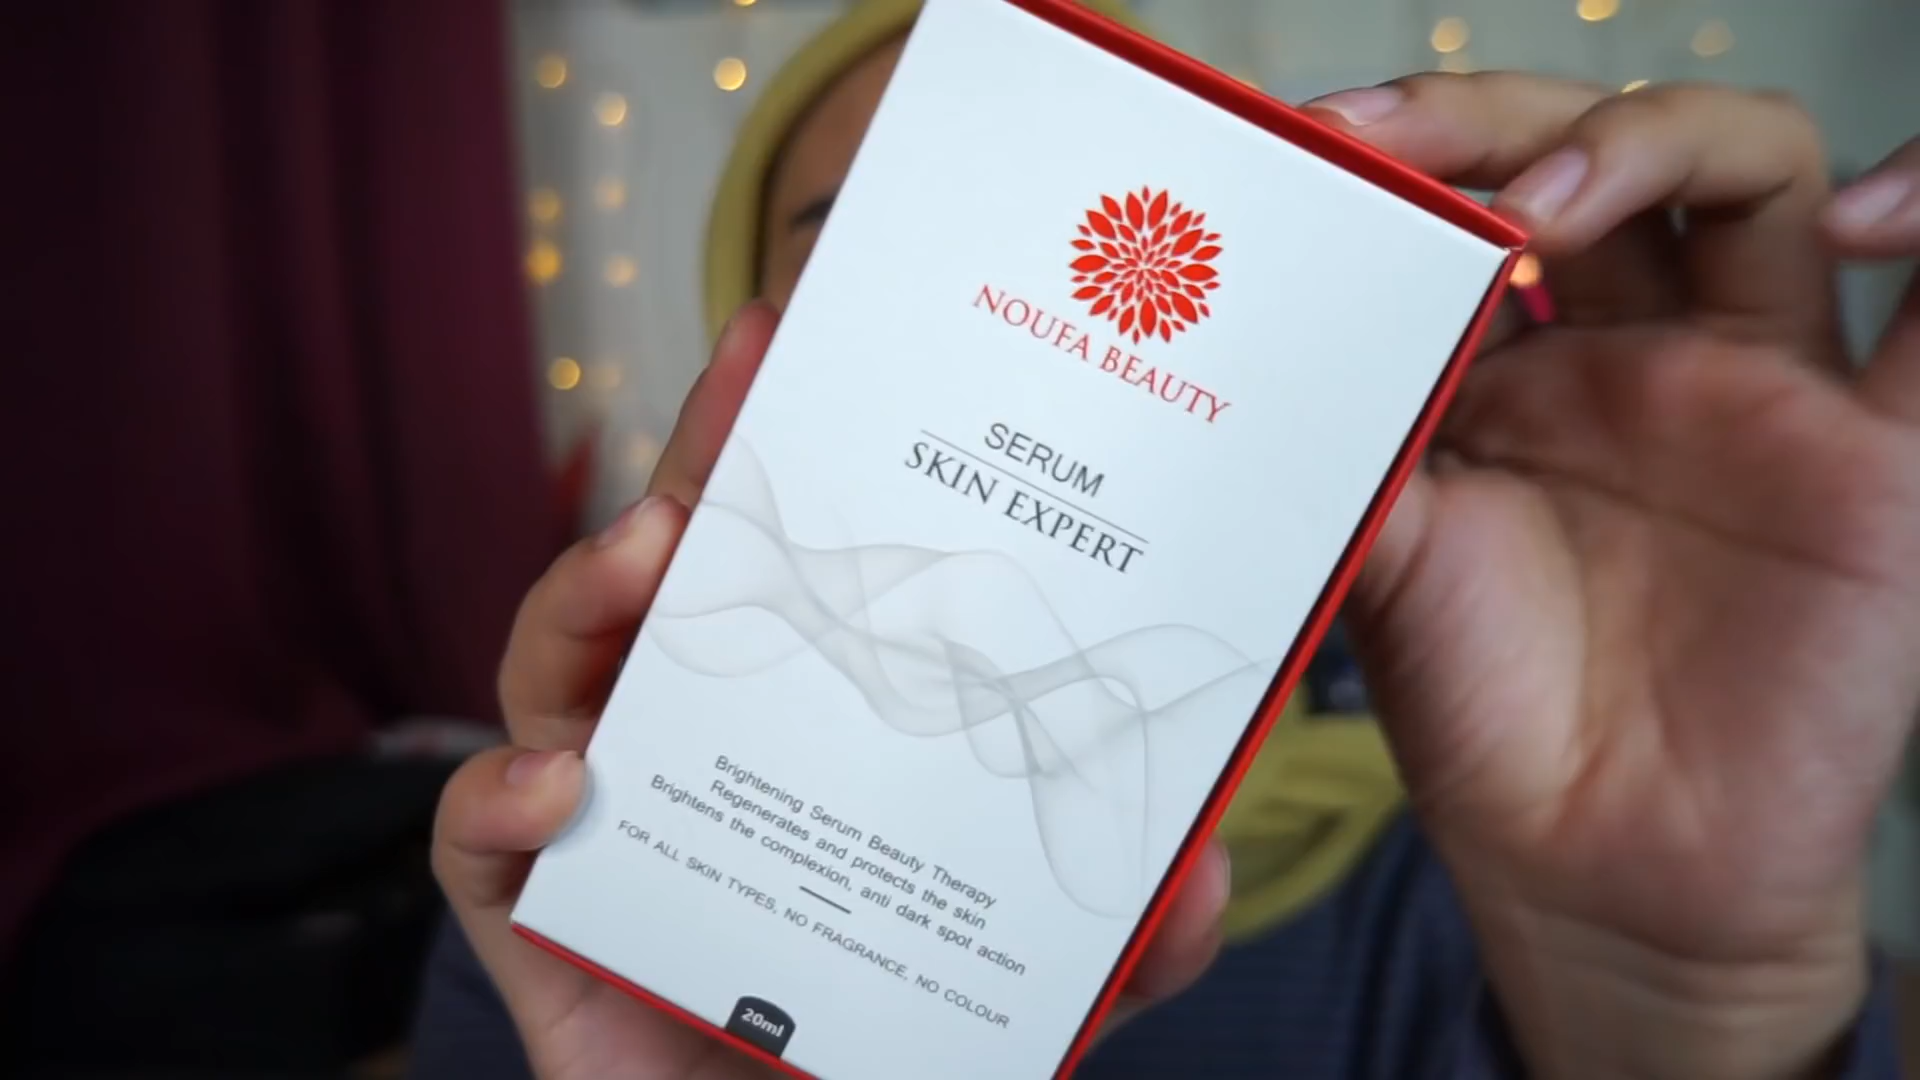 NOUFA BEAUTY
SERUM
SKIN EXPERT
Brightening Serum Beauty Therapy
Regenerates and protects the skin
Brightens the complexion, anti dark spot action
FOR ALL SKIN TYPES, NO FRAGRANCE, NO COLOUR
20ml